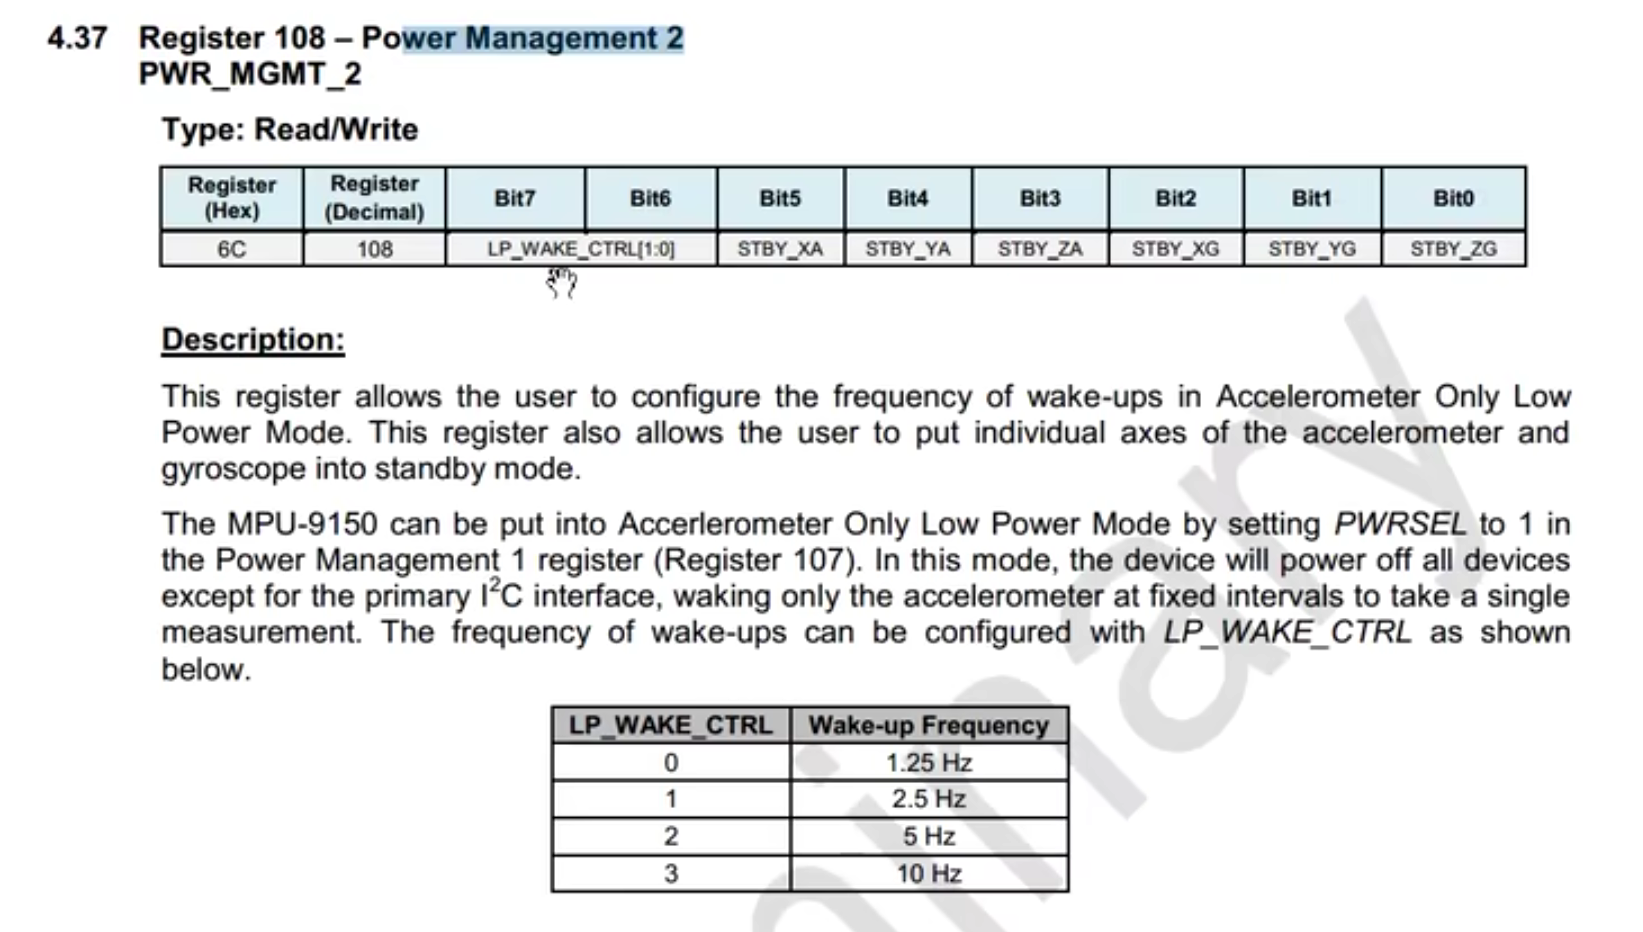 4.37 Register 108 – Power Management 2
PWR_MGMT_2
Type: Read/Write
Register (Hex) Register (Decimal) Bit7 Bit6 Bit5 Bit4 Bit3 Bit2 Bit1 Bit0
6C 108 LP_WAKE_CTRL[1:0] STBY_XA STBY_YA STBY_ZA STBY_XG STBY_YG STBY_ZG
Description:
This register allows the user to configure the frequency of wake-ups in Accelerometer Only Low
Power Mode. This register also allows the user to put individual axes of the accelerometer and
gyroscope into standby mode.
The MPU-9150 can be put into Accerlerometer Only Low Power Mode by setting PWRSEL to 1 in
the Power Management 1 register (Register 107). In this mode, the device will power off all devices
except for the primary I²C interface, waking only the accelerometer at fixed intervals to take a single
measurement. The frequency of wake-ups can be configured with LP_WAKE_CTRL as shown
below.
LP_WAKE_CTRL Wake-up Frequency
0 1.25 Hz
1 2.5 Hz
2 5 Hz
3 10 Hz